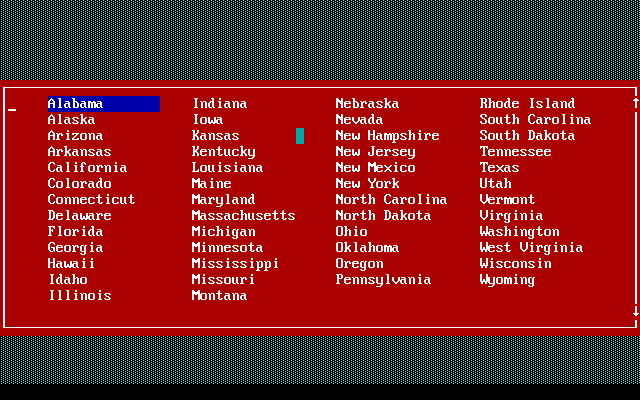 Alabama Indiana Nebraska Rhode Island
Alaska Iowa Nevada South Carolina
Arizona Kansas New Hampshire South Dakota
Arkansas Kentucky New Jersey Tennessee
California Louisiana New Mexico Texas
Colorado Maine New York Utah
Connecticut Maryland North Carolina Vermont
Delaware Massachusetts North Dakota Virginia
Florida Michigan Ohio Washington
Georgia Minnesota Oklahoma West Virginia
Hawaii Mississippi Oregon Wisconsin
Idaho Missouri Pennsylvania Wyoming
Illinois Montana